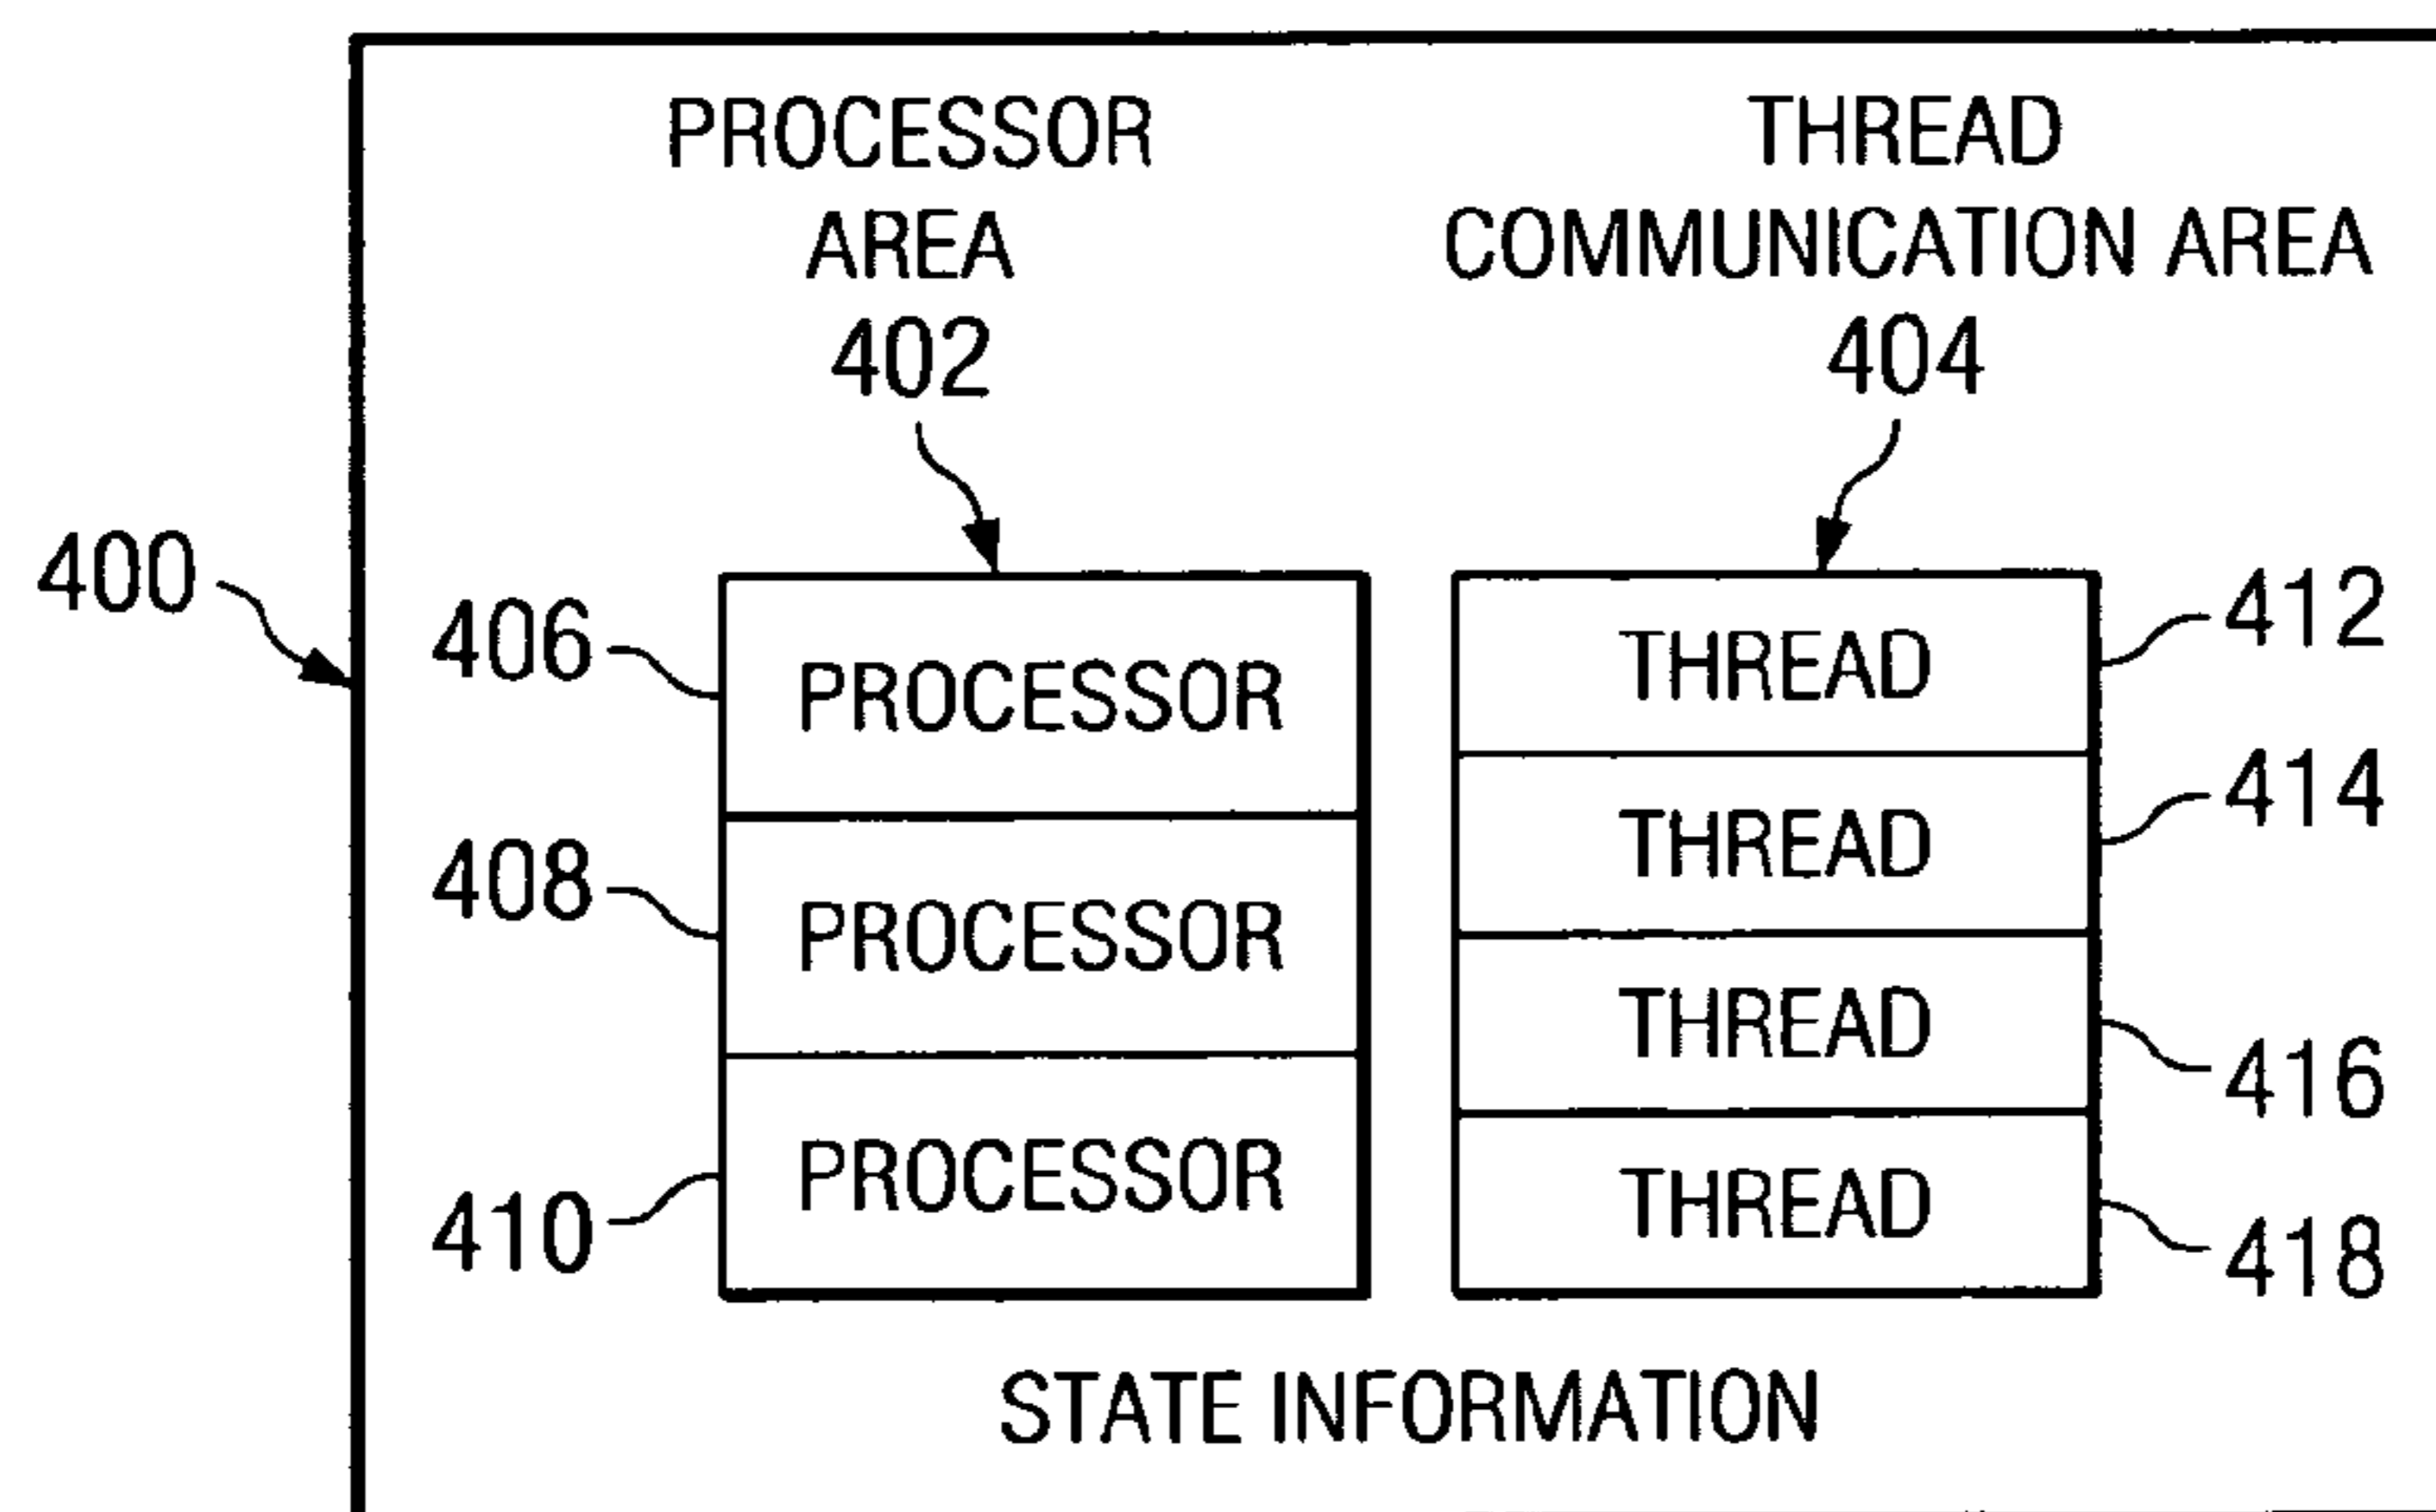 PROCESSOR
AREA
402
THREAD
COMMUNICATION AREA
404
400
406
PROCESSOR
408
PROCESSOR
410
PROCESSOR
THREAD
412
THREAD
414
THREAD
416
THREAD
418
STATE INFORMATION